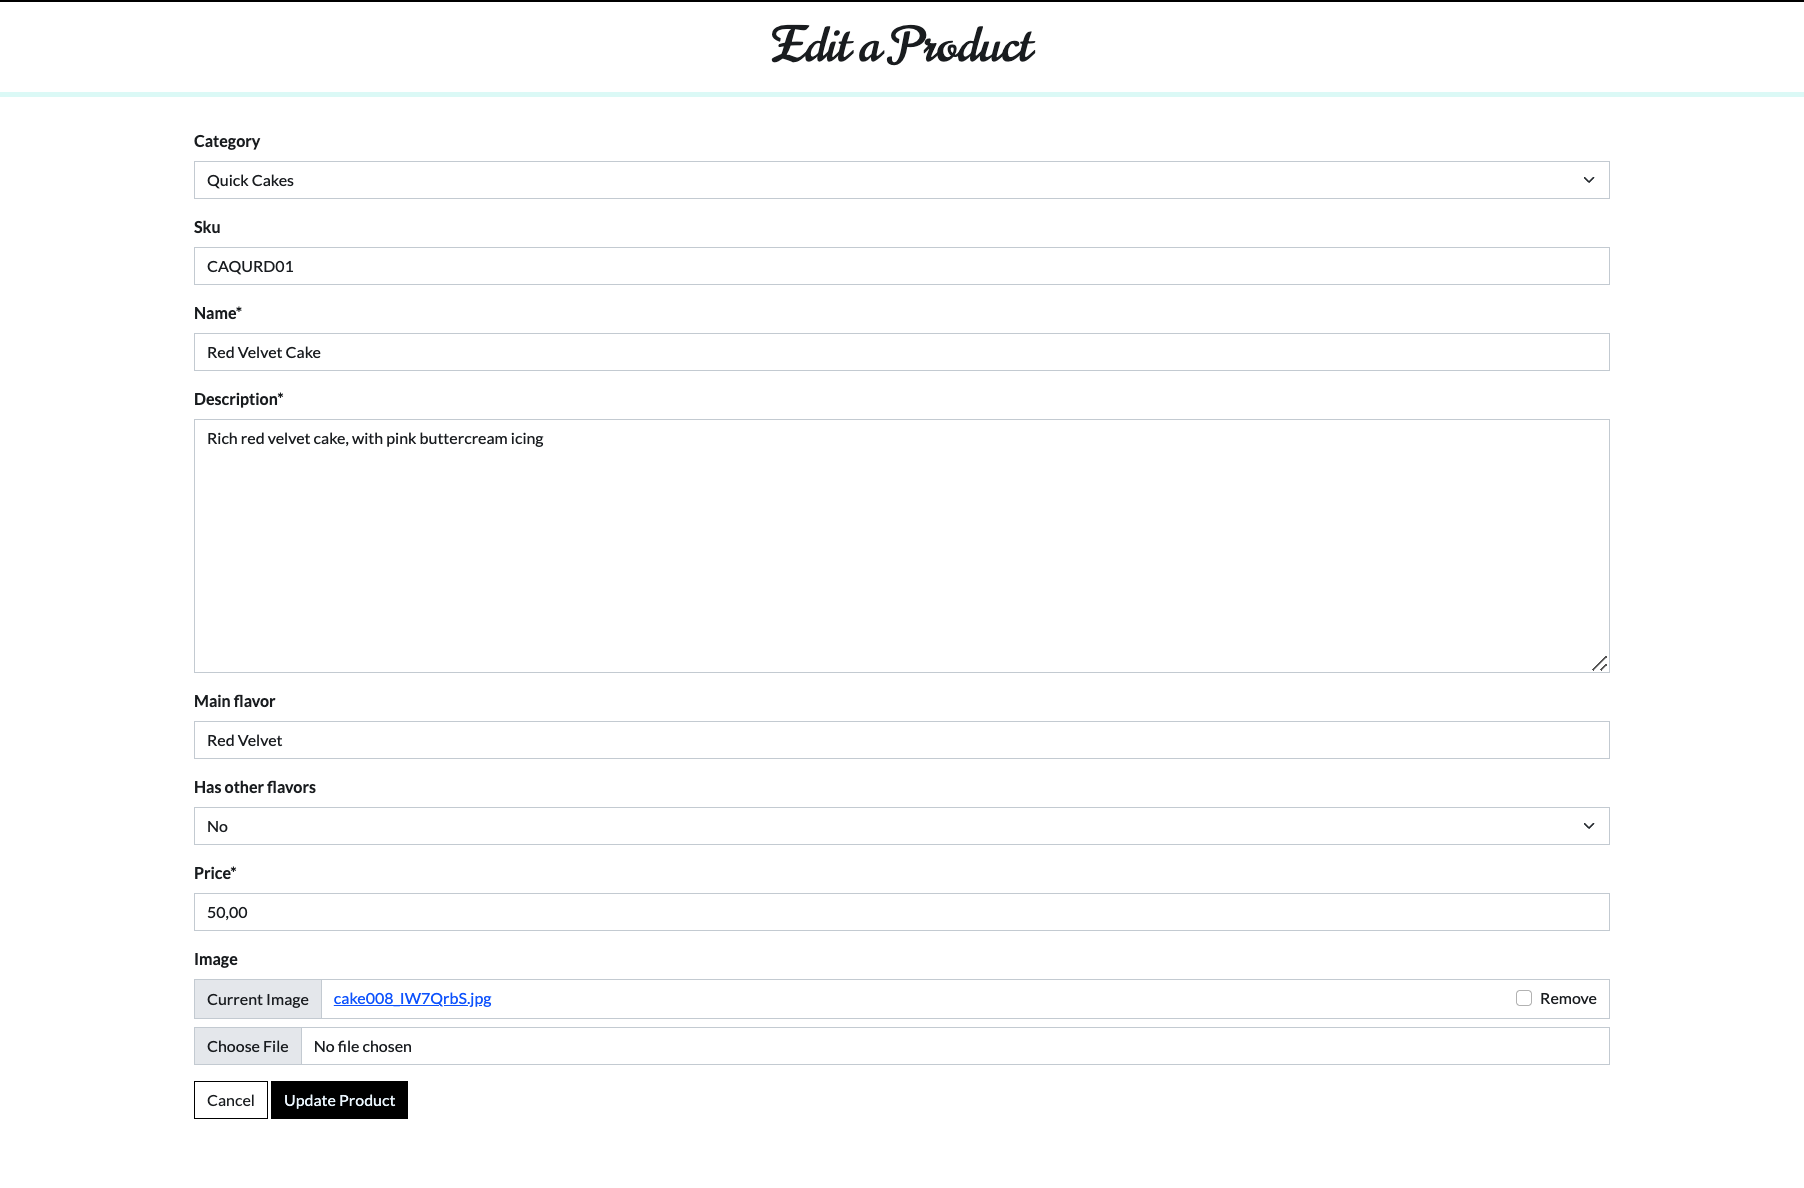 Edit a Product
Category
Quick Cakes
Sku
CAQURD01
Name*
Red Velvet Cake
Description*
Rich red velvet cake, with pink buttercream icing
Main flavor
Red Velvet
Has other flavors
No
Price*
50,00
Image
Current Image cake008_IW7QrbS.jpg Remove
Choose File No file chosen
Cancel Update Product